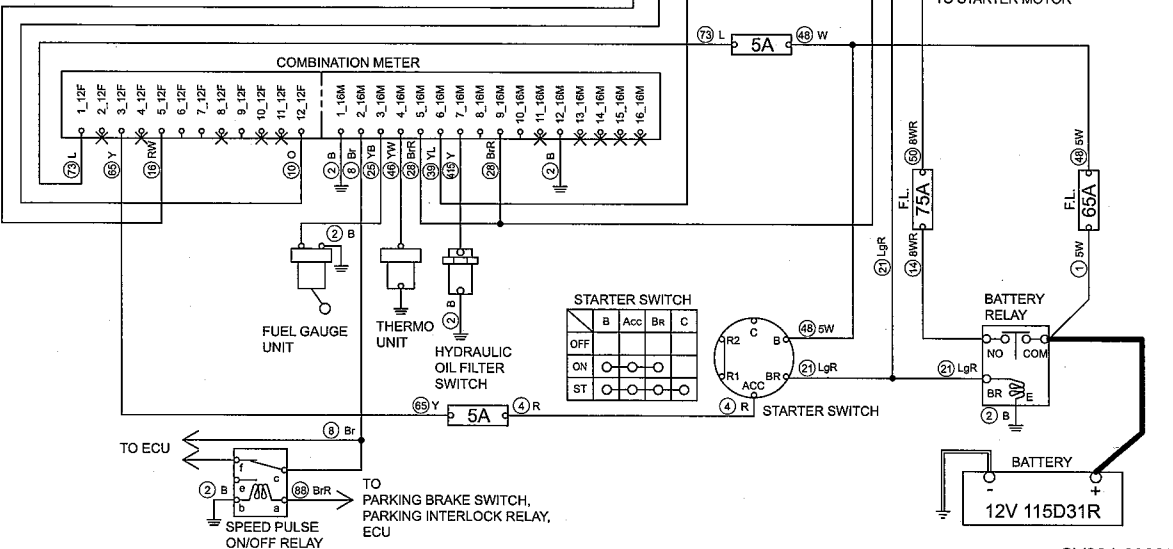 73 L
5A
48 W
COMBINATION METER
1_12F
2_12F
3_12F
4_12F
5_12F
6_12F
7_12F
8_12F
9_12F
10_12F
11_12F
12_12F
1_16M
2_16M
3_16M
4_16M
5_16M
6_16M
7_16M
8_16M
9_16M
10_16M
11_16M
12_16M
13_16M
14_16M
15_16M
16_16M
73 L
65 Y
16 RW
10 O
2 B
8 Br
25 YB
46 YW
28 BrR
39 YL
415 Y
28 BrR
2 B
50 8WR
48 5W
F.L.
75A
F.L.
65A
2 B
21 LgR
14 8WR
1 5W
FUEL GAUGE
UNIT
THERMO
UNIT
2 B
HYDRAULIC
OIL FILTER
SWITCH
STARTER SWITCH
B ACC BR C
OFF
ON
ST
C
R2
B
R1
BR
ACC
48 5W
21 LgR
STARTER SWITCH
BATTERY
RELAY
NO
COM
21 LgR
BR
E
2 B
65 Y
5A
4 R
4 R
8 Br
TO ECU
f
c
e
b
a
2 B
88 BrR
TO
PARKING BRAKE SWITCH,
PARKING INTERLOCK RELAY,
ECU
SPEED PULSE
ON/OFF RELAY
BATTERY
-
+
12V 115D31R